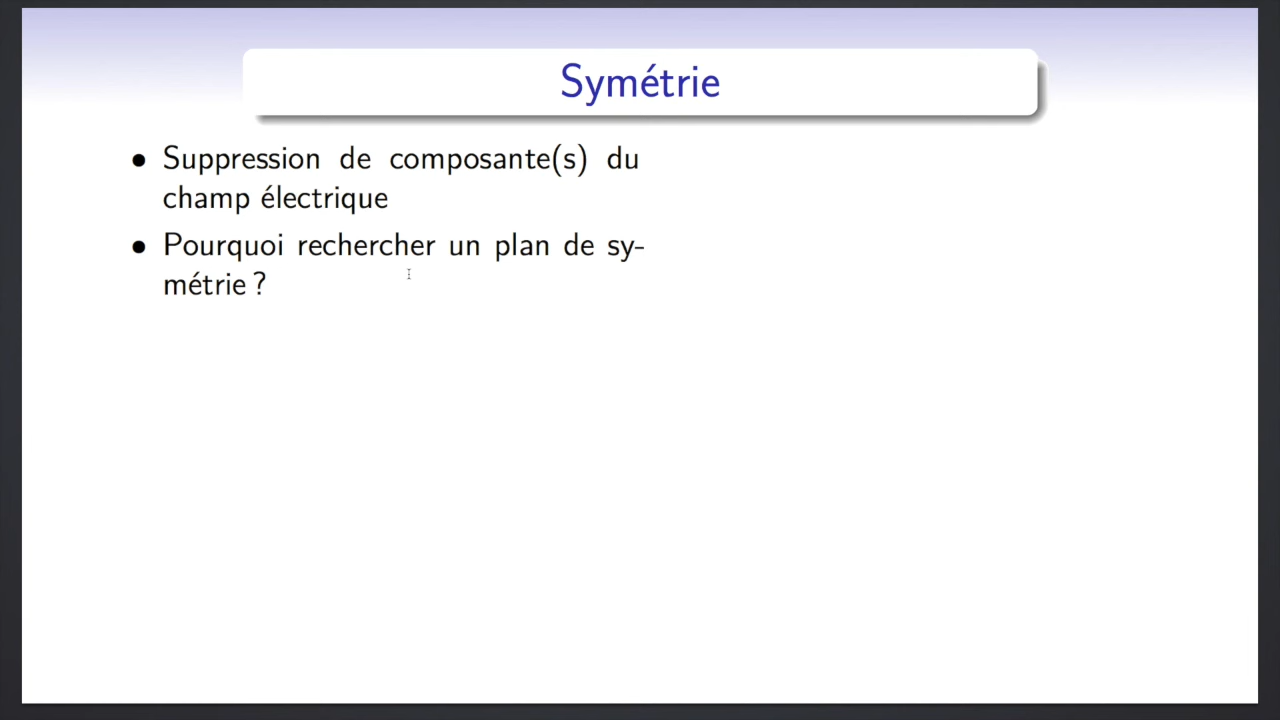 Symétrie
• Suppression de composante(s) du
champ électrique
• Pourquoi rechercher un plan de sy-
métrie ?